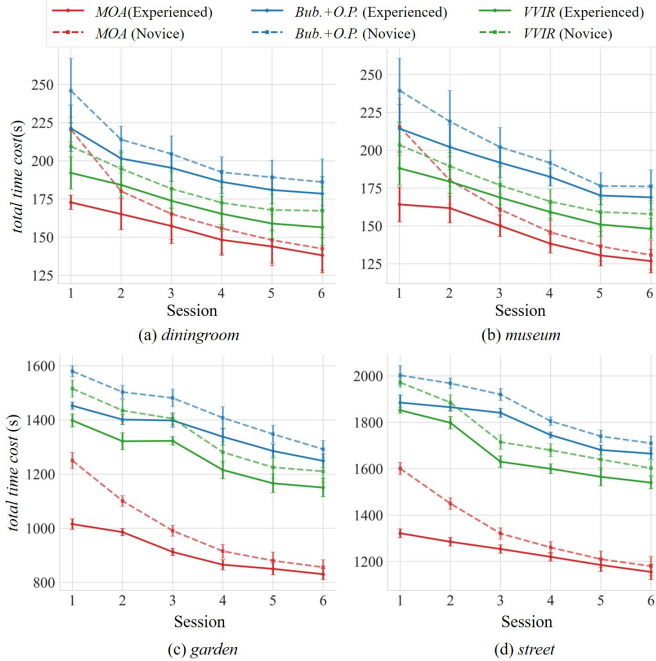 MOA(Experienced) Bub.+O.P. (Experienced) VVIR (Experienced)
MOA (Novice) Bub.+O.P. (Novice) VVIR (Novice)
total time cost(s)
250
225
200
175
150
125
1 2 3 4 5 6
Session
(a) diningroom
250
225
200
175
150
125
1 2 3 4 5 6
Session
(b) museum
total time cost (s)
1600
1400
1200
1000
800
1 2 3 4 5 6
Session
(c) garden
2000
1800
1600
1400
1200
1 2 3 4 5 6
Session
(d) street